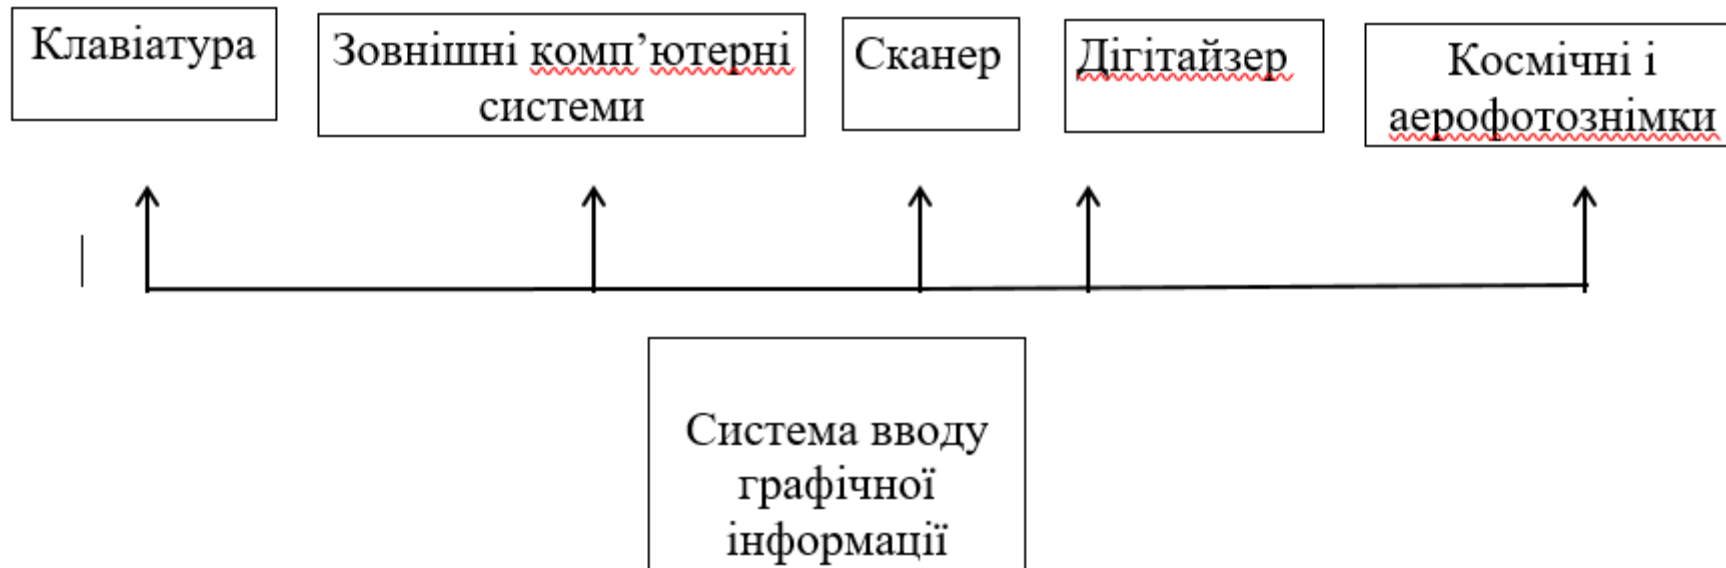 Клавіатура
Зовнішні комп’ютерні
системи
Сканер
Дігітайзер
Космічні і
аерофотознімки
Система вводу
графічної
інформації